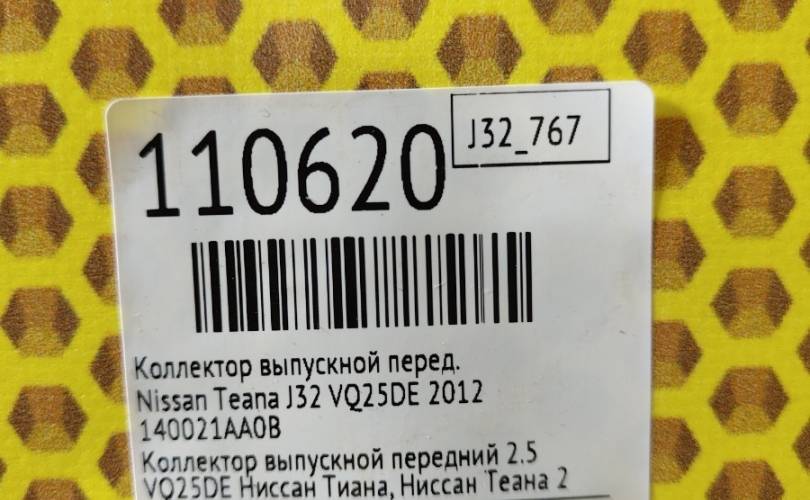 110620
J32_767
Коллектор выпускной перед.
Nissan Teana J32 VQ25DE 2012
140021AA0B
Коллектор выпускной передний 2.5
VQ25DE Ниссан Тиана, Ниссан Теана 2